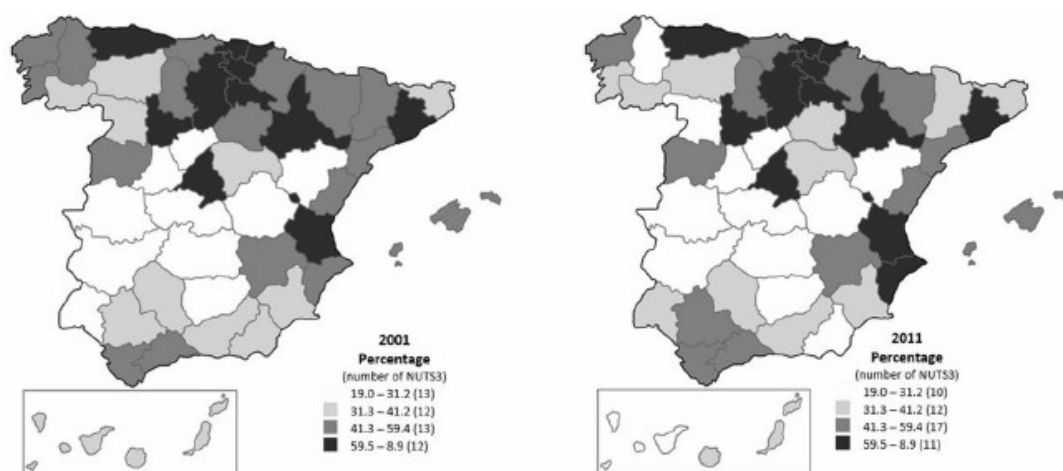 2001
Percentage
(number of NUTS3)
19.0 – 31.2 (13)
31.3 – 41.2 (12)
41.3 – 59.4 (13)
59.5 – 8.9 (12)
2011
Percentage
(number of NUTS3)
19.0 – 31.2 (10)
31.3 – 41.2 (12)
41.3 – 59.4 (17)
59.5 – 8.9 (11)